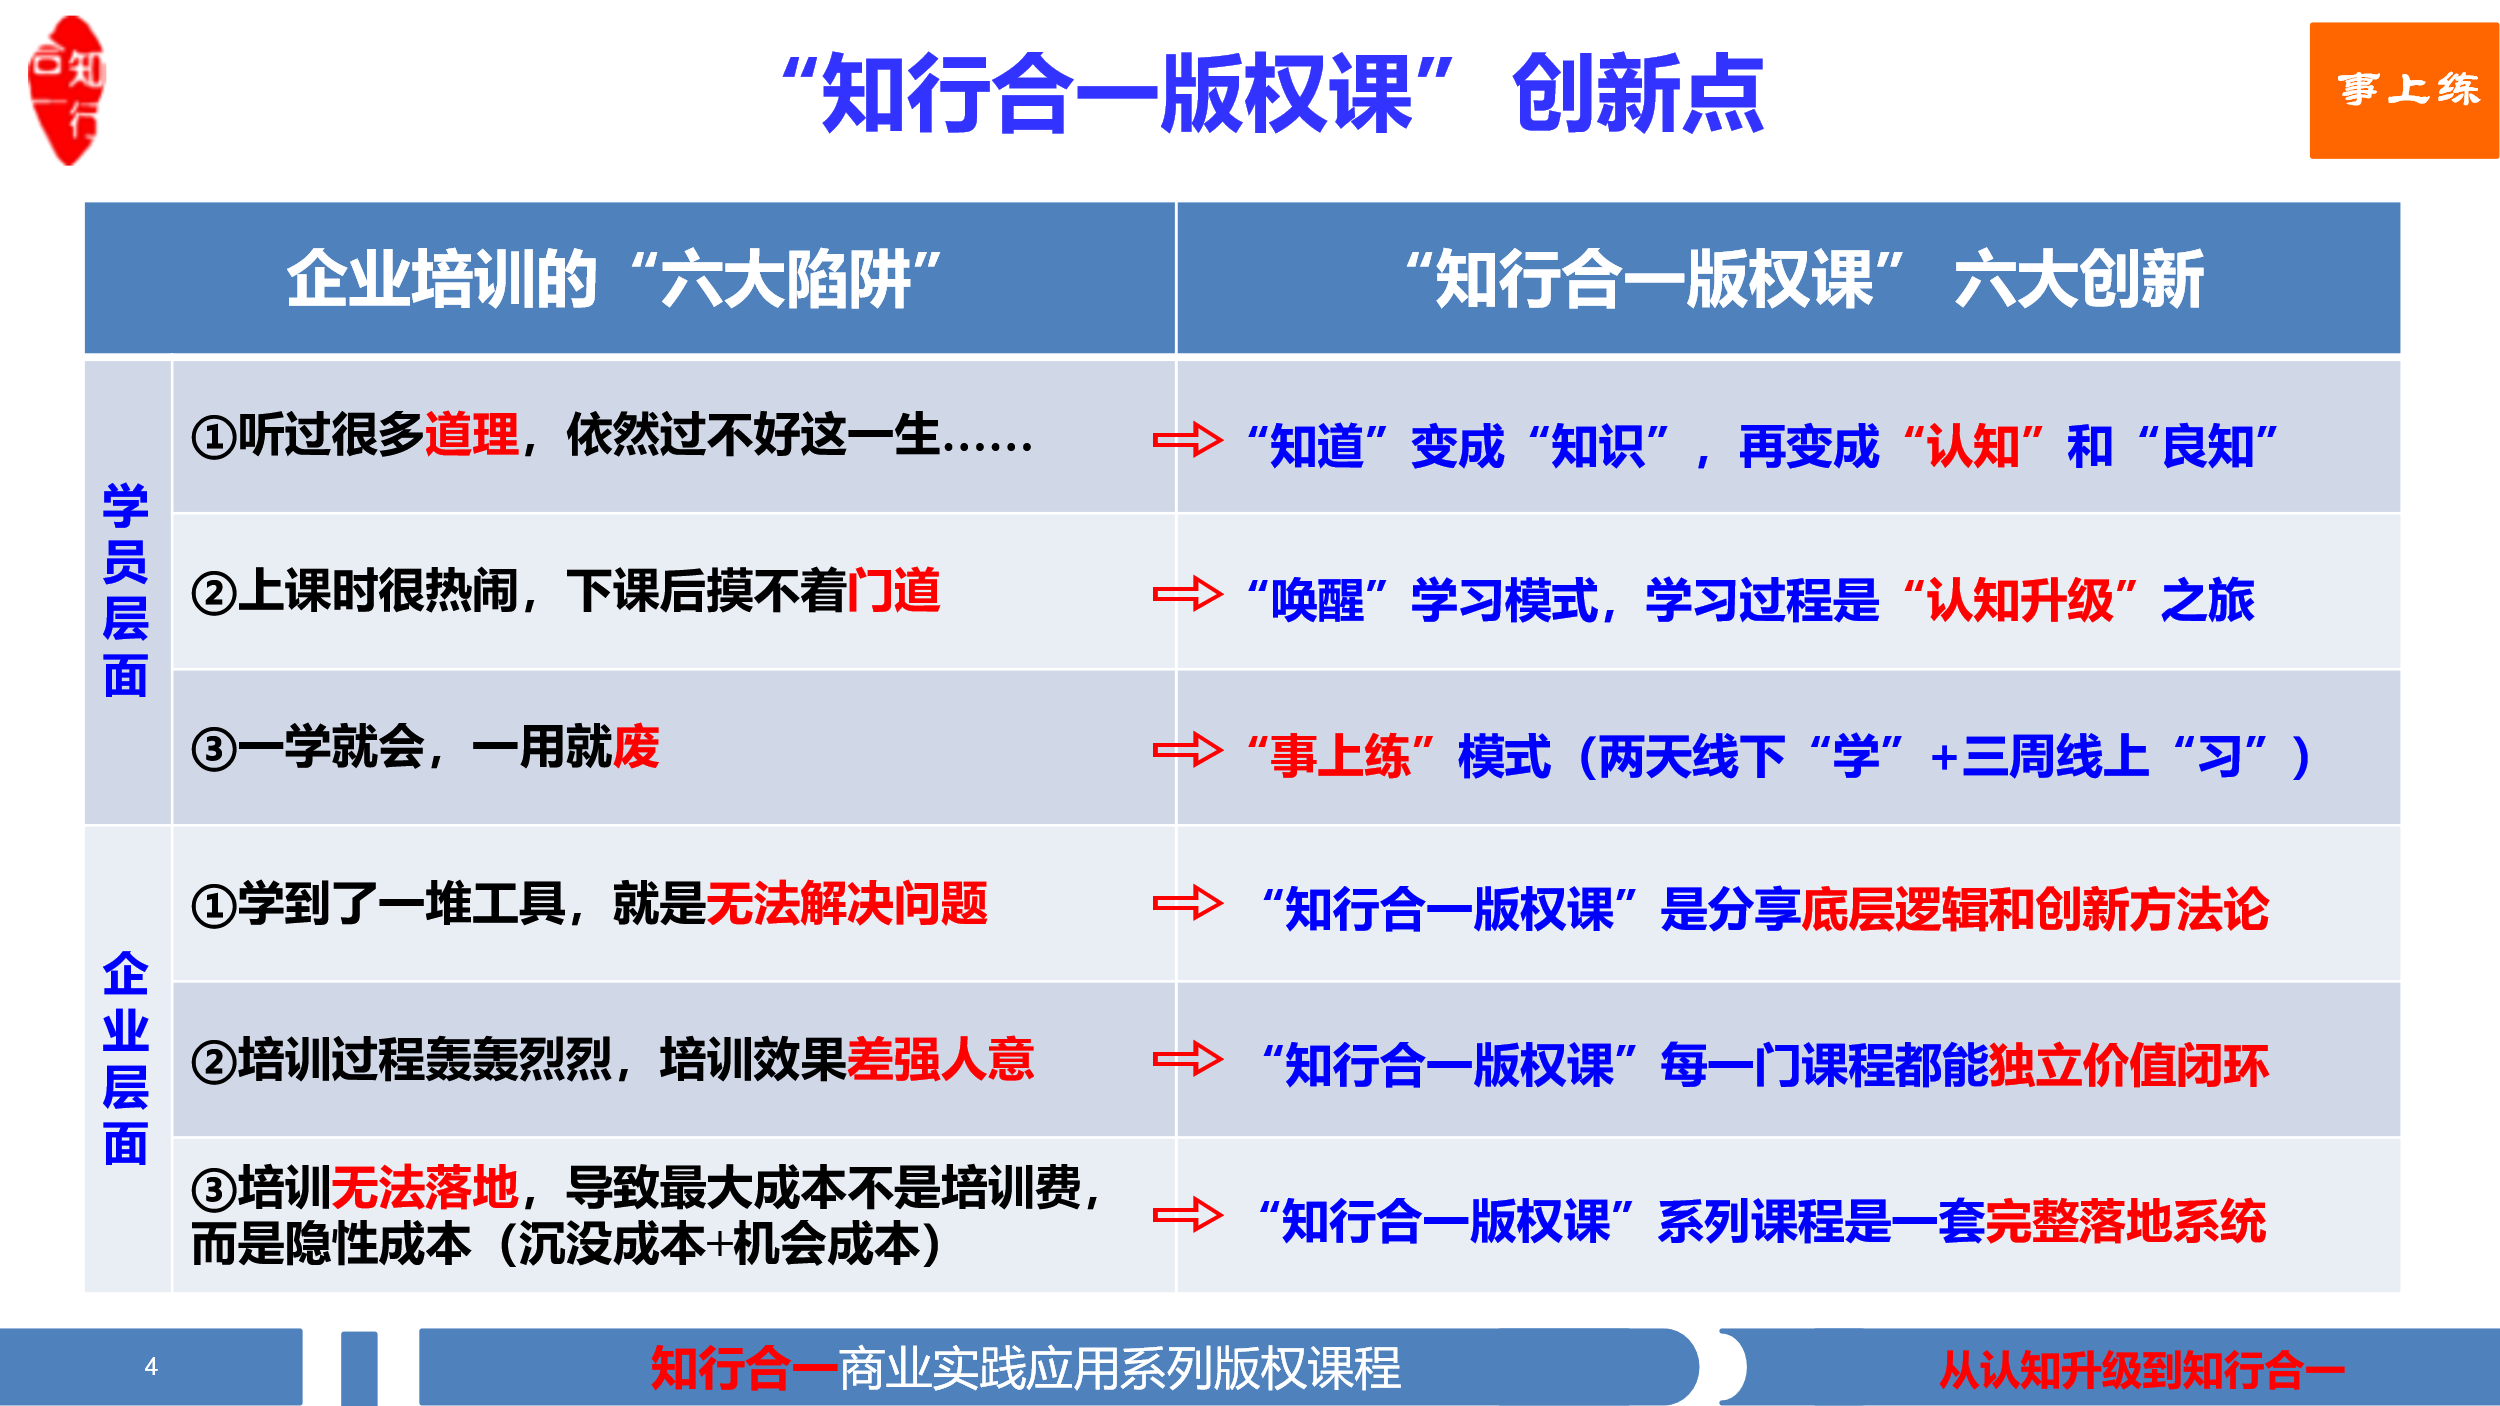 知行合一
“知行合一版权课” 创新点
事上练
企业培训的“六大陷阱”
“知行合一版权课” 六大创新
学员层面
①听过很多道理，依然过不好这一生……
“知道”变成“知识”，再变成“认知”和“良知”
②上课时很热闹，下课后摸不着门道
“唤醒”学习模式，学习过程是“认知升级”之旅
③一学就会，一用就废
“事上练”模式（两天线下“学”+三周线上“习”）
企业层面
①学到了一堆工具，就是无法解决问题
“知行合一版权课”是分享底层逻辑和创新方法论
②培训过程轰轰烈烈，培训效果差强人意
“知行合一版权课”每一门课程都能独立价值闭环
③培训无法落地，导致最大成本不是培训费，
而是隐性成本（沉没成本+机会成本）
“知行合一版权课”系列课程是一套完整落地系统
4
知行合一商业实践应用系列版权课程
从认知升级到知行合一